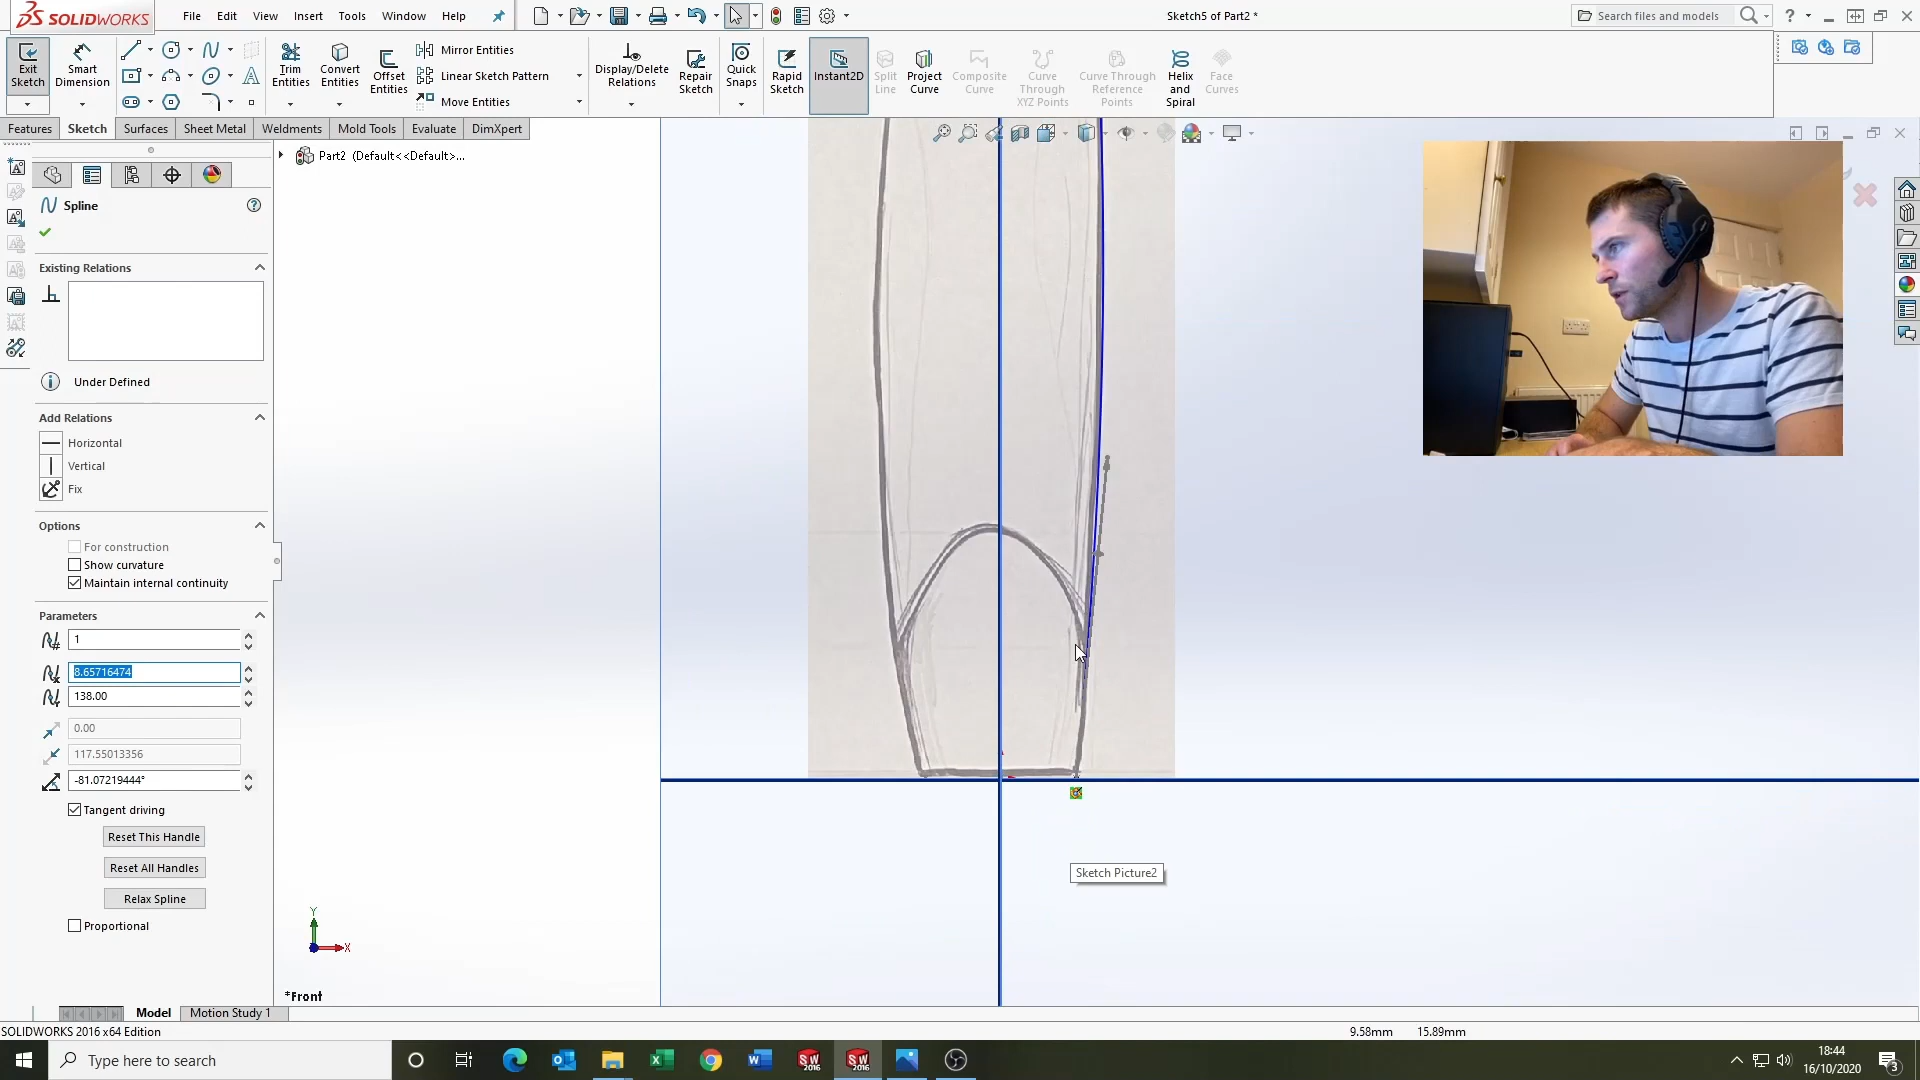 SOLIDWORKS
File Edit View Insert Tools Window Help
Sketch5 of Part2 *
Search files and models
Exit Sketch
Smart Dimension
Trim Entities
Convert Entities
Offset Entities
Mirror Entities
Linear Sketch Pattern
Move Entities
Display/Delete Relations
Repair Sketch
Quick Snaps
Rapid Sketch
Instant2D
Split Line
Project Curve
Composite Curve
Curve Through XYZ Points
Curve Through Reference Points
Helix and Spiral
Face Curves
Features Sketch Surfaces Sheet Metal Weldments Mold Tools Evaluate DimXpert
Part2 (Default<<Default>...
Spline
Existing Relations
Under Defined
Add Relations
Horizontal
Vertical
Fix
Options
For construction
Show curvature
Maintain internal continuity
Parameters
1
8.65716474
138.00
0.00
117.55013356
-81.07219444°
Tangent driving
Reset This Handle
Reset All Handles
Relax Spline
Proportional
Sketch Picture2
Y
X
*Front
Model Motion Study 1
SOLIDWORKS 2016 x64 Edition
9.58mm 15.89mm
Type here to search
18:44
16/10/2020
3